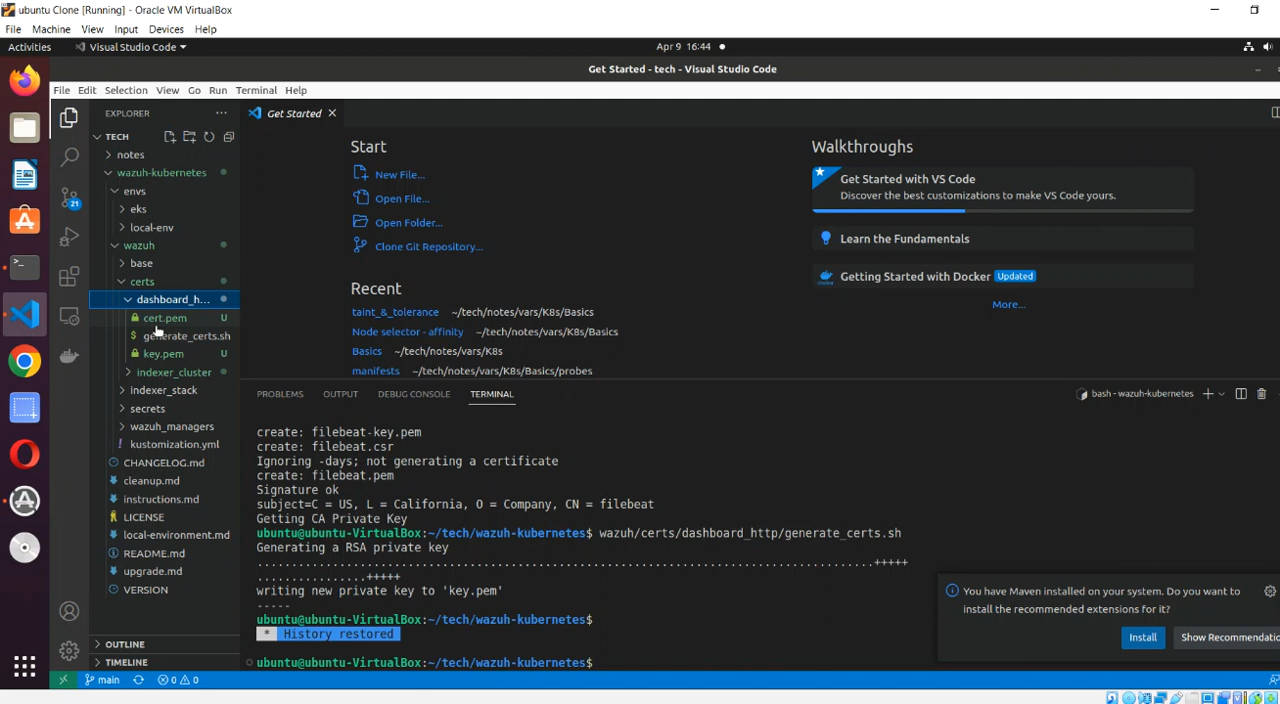 ubuntu Clone [Running] - Oracle VM VirtualBox
File Machine View Input Devices Help
Activities Visual Studio Code Apr 9 16:44
Get Started - tech - Visual Studio Code
File Edit Selection View Go Run Terminal Help
EXPLORER
TECH
notes
wazuh-kubernetes
envs
eks
local-env
wazuh
base
certs
dashboard_h...
cert.pem U
$ generate_certs.sh
key.pem U
indexer_cluster
indexer_stack
secrets
wazuh_managers
! kustomization.yml
CHANGELOG.md
cleanup.md
instructions.md
LICENSE
local-environment.md
README.md
upgrade.md
VERSION
OUTLINE
TIMELINE
21
Get Started
Start
New File...
Open File...
Open Folder...
Clone Git Repository...
Recent
taint_&_tolerance ~/tech/notes/vars/K8s/Basics
Node selector - affinity ~/tech/notes/vars/K8s/Basics
Basics ~/tech/notes/vars/K8s
manifests ~/tech/notes/vars/K8s/Basics/probes
Walkthroughs
Get Started with VS Code
Discover the best customizations to make VS Code yours.
Learn the Fundamentals
Getting Started with Docker Updated
More...
PROBLEMS OUTPUT DEBUG CONSOLE TERMINAL
bash - wazuh-kubernetes
create: filebeat-key.pem
create: filebeat.csr
Ignoring -days; not generating a certificate
create: filebeat.pem
Signature ok
subject=C = US, L = California, O = Company, CN = filebeat
Getting CA Private Key
ubuntu@ubuntu-VirtualBox:~/tech/wazuh-kubernetes$ wazuh/certs/dashboard_http/generate_certs.sh
Generating a RSA private key
.......................................................................................+++++
................+++++
writing new private key to 'key.pem'
-----
ubuntu@ubuntu-VirtualBox:~/tech/wazuh-kubernetes$
* History restored
ubuntu@ubuntu-VirtualBox:~/tech/wazuh-kubernetes$
You have Maven installed on your system. Do you want to
install the recommended extensions for it?
Install Show Recommendatio
main 0 0